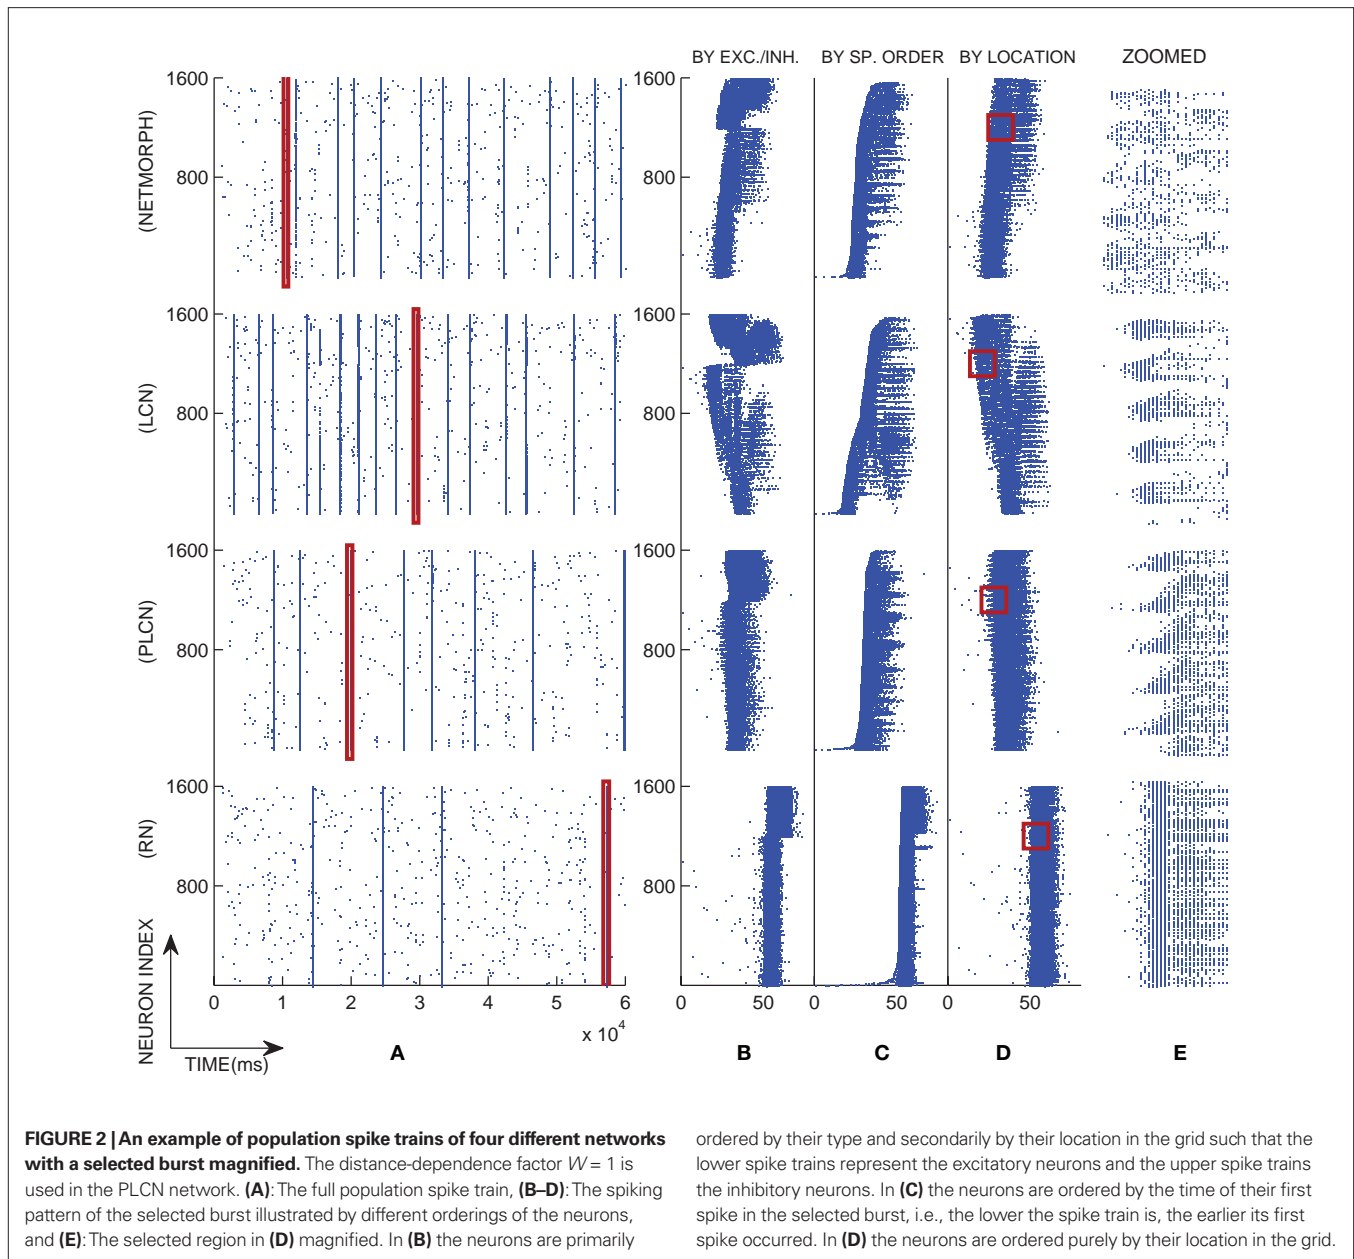 BY EXC./INH. BY SP. ORDER BY LOCATION ZOOMED
(NETMORPH)
1600
800
1600
800
(LCN)
1600
800
1600
800
(PLCN)
1600
800
1600
800
(RN)
1600
800
1600
800
NEURON INDEX
0 1 2 3 4 5 6
x 10^4
0 50 0 50 0 50
TIME(ms)
A B C D E
FIGURE 2 | An example of population spike trains of four different networks
with a selected burst magnified. The distance-dependence factor W = 1 is
used in the PLCN network. (A): The full population spike train, (B–D): The spiking
pattern of the selected burst illustrated by different orderings of the neurons,
and (E): The selected region in (D) magnified. In (B) the neurons are primarily
ordered by their type and secondarily by their location in the grid such that the
lower spike trains represent the excitatory neurons and the upper spike trains
the inhibitory neurons. In (C) the neurons are ordered by the time of their first
spike in the selected burst, i.e., the lower the spike train is, the earlier its first
spike occurred. In (D) the neurons are ordered purely by their location in the grid.